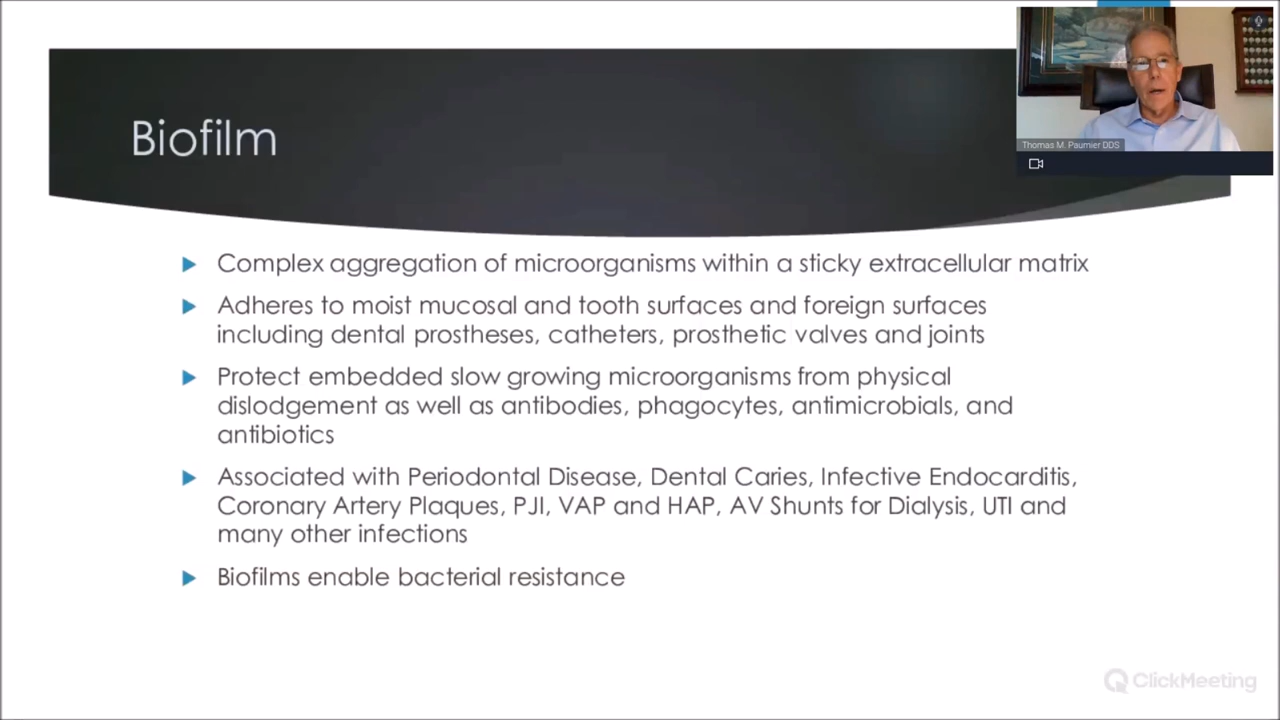 Biofilm
Thomas M. Paumier DDS
Complex aggregation of microorganisms within a sticky extracellular matrix
Adheres to moist mucosal and tooth surfaces and foreign surfaces
including dental prostheses, catheters, prosthetic valves and joints
Protect embedded slow growing microorganisms from physical
dislodgement as well as antibodies, phagocytes, antimicrobials, and
antibiotics
Associated with Periodontal Disease, Dental Caries, Infective Endocarditis,
Coronary Artery Plaques, PJI, VAP and HAP, AV Shunts for Dialysis, UTI and
many other infections
Biofilms enable bacterial resistance
ClickMeeting